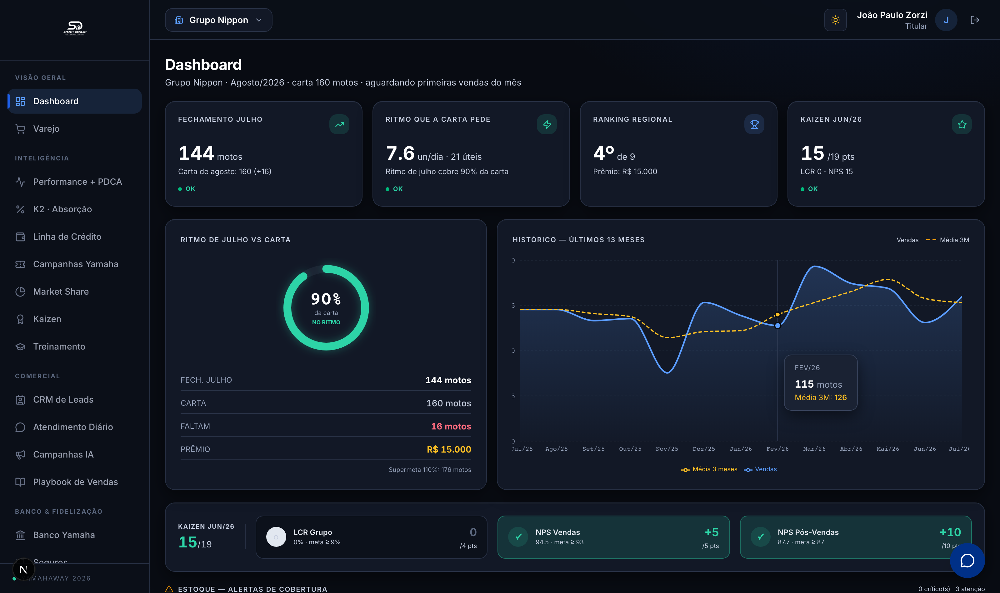 SMART DEALER
VISÃO GERAL
Dashboard
Varejo
INTELIGÊNCIA
Performance + PDCA
K2 · Absorção
Linha de Crédito
Campanhas Yamaha
Market Share
Kaizen
Treinamento
COMERCIAL
CRM de Leads
Atendimento Diário
Campanhas IA
Playbook de Vendas
BANCO & FIDELIZAÇÃO
Banco Yamaha
Seguros
N
AMAHAWAY 2026
Grupo Nippon
João Paulo Zorzi
Titular
J
Dashboard
Grupo Nippon · Agosto/2026 · carta 160 motos · aguardando primeiras vendas do mês
FECHAMENTO JULHO
144 motos
Carta de agosto: 160 (+16)
OK
RITMO QUE A CARTA PEDE
7.6 un/dia · 21 úteis
Ritmo de julho cobre 90% da carta
OK
RANKING REGIONAL
4º de 9
Prêmio: R$ 15.000
KAIZEN JUN/26
15 /19 pts
LCR 0 · NPS 15
OK
RITMO DE JULHO VS CARTA
90%
da carta
NO RITMO
FECH. JULHO 144 motos
CARTA 160 motos
FALTAM 16 motos
PRÊMIO R$ 15.000
Supermeta 110%: 176 motos
HISTÓRICO — ÚLTIMOS 13 MESES
Vendas Média 3M
0
5
0
5
0
FEV/26
115 motos
Média 3M: 126
Jul/25 Ago/25 Set/25 Out/25 Nov/25 Dez/25 Jan/26 Fev/26 Mar/26 Abr/26 Mai/26 Jun/26 Jul/26
Média 3 meses Vendas
KAIZEN JUN/26
15/19
LCR Grupo
0% · meta ≥ 9%
0
/4 pts
NPS Vendas
94.5 · meta ≥ 93
+5
/5 pts
NPS Pós-Vendas
87.7 · meta ≥ 87
+10
/10 pts
ESTOQUE — ALERTAS DE COBERTURA
0 crítico(s) · 3 atenção